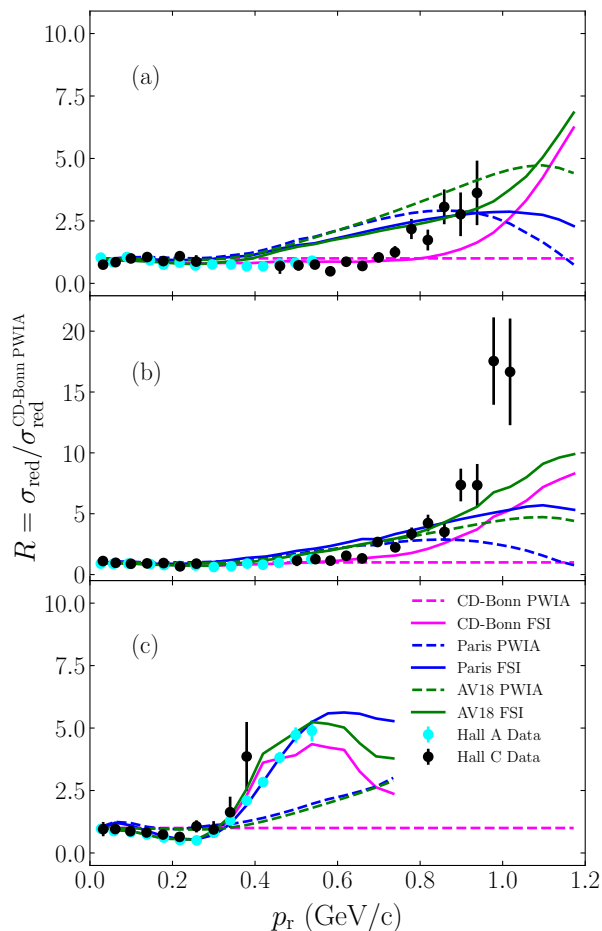 10.0
7.5
5.0
2.5
0.0
(a)
20
15
10
5
0
(b)
R = σred/σred^CD-Bonn PWIA
10.0
7.5
5.0
2.5
0.0
(c)
CD-Bonn PWIA
CD-Bonn FSI
Paris PWIA
Paris FSI
AV18 PWIA
AV18 FSI
Hall A Data
Hall C Data
0.0 0.2 0.4 0.6 0.8 1.0 1.2
pr (GeV/c)